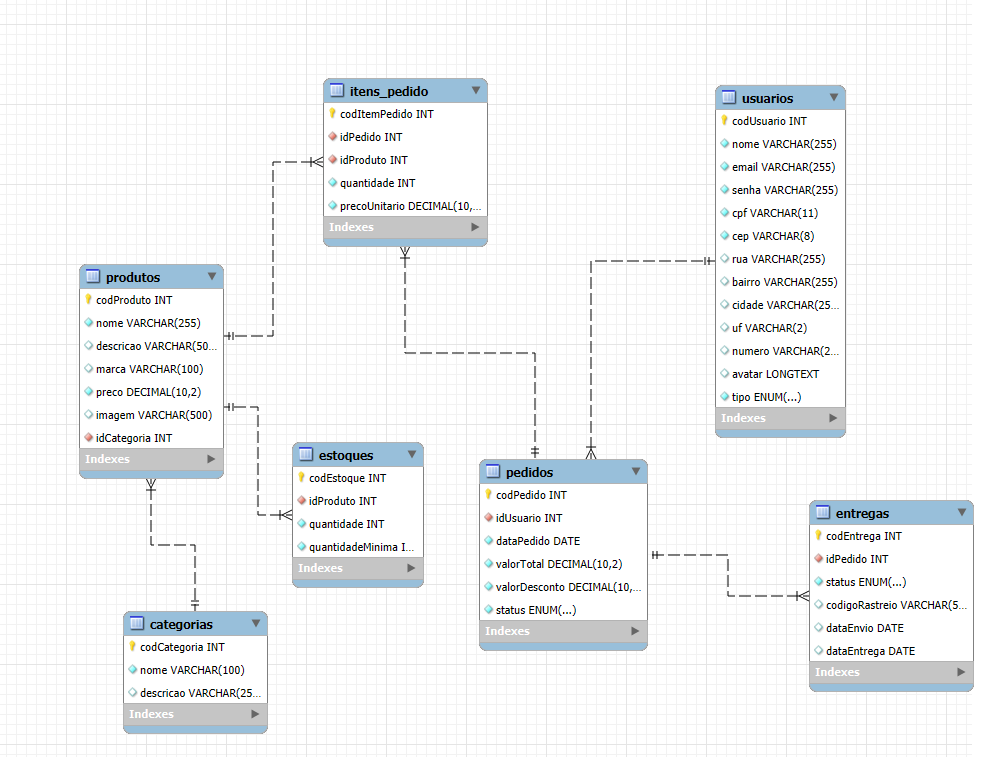 itens_pedido
codItemPedido INT
idPedido INT
idProduto INT
quantidade INT
precoUnitario DECIMAL(10,...
Indexes
usuarios
codUsuario INT
nome VARCHAR(255)
email VARCHAR(255)
senha VARCHAR(255)
cpf VARCHAR(11)
cep VARCHAR(8)
rua VARCHAR(255)
bairro VARCHAR(255)
cidade VARCHAR(25...
uf VARCHAR(2)
numero VARCHAR(2...
avatar LONGTEXT
tipo ENUM(...)
Indexes
produtos
codProduto INT
nome VARCHAR(255)
descricao VARCHAR(50...
marca VARCHAR(100)
preco DECIMAL(10,2)
imagem VARCHAR(500)
idCategoria INT
Indexes
estoques
codEstoque INT
idProduto INT
quantidade INT
quantidadeMinima I...
Indexes
pedidos
codPedido INT
idUsuario INT
dataPedido DATE
valorTotal DECIMAL(10,2)
valorDesconto DECIMAL(10,...
status ENUM(...)
Indexes
entregas
codEntrega INT
idPedido INT
status ENUM(...)
codigoRastreio VARCHAR(5...
dataEnvio DATE
dataEntrega DATE
Indexes
categorias
codCategoria INT
nome VARCHAR(100)
descricao VARCHAR(25...
Indexes